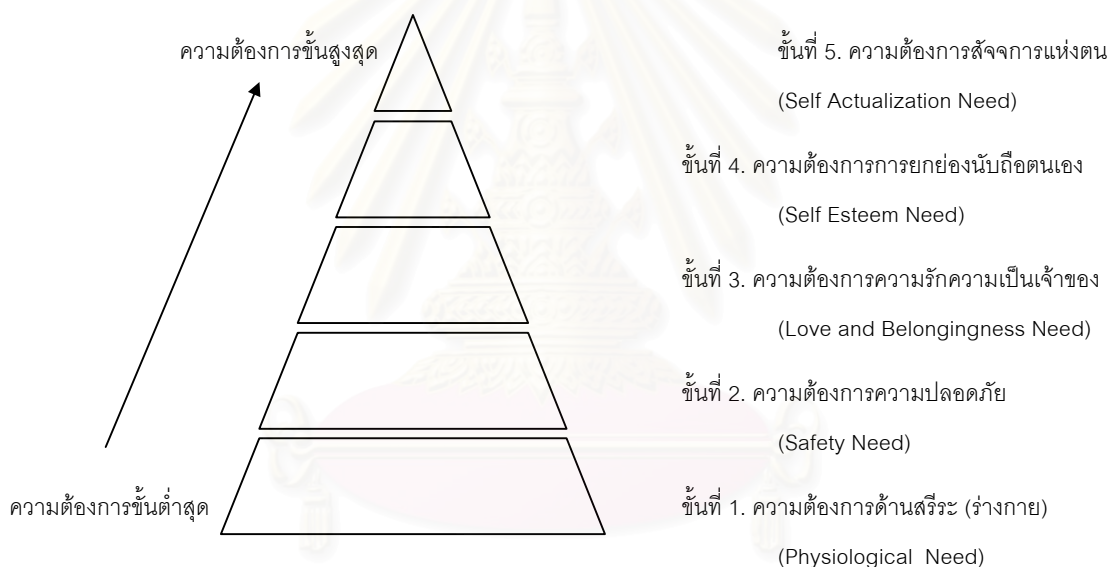 ความต้องการขั้นสูงสุด
ขั้นที่ 5. ความต้องการสัจจการแห่งตน
(Self Actualization Need)
ขั้นที่ 4. ความต้องการการยกย่องนับถือตนเอง
(Self Esteem Need)
ขั้นที่ 3. ความต้องการความรักความเป็นเจ้าของ
(Love and Belongingness Need)
ขั้นที่ 2. ความต้องการความปลอดภัย
(Safety Need)
ความต้องการขั้นต่ำสุด
ขั้นที่ 1. ความต้องการด้านสรีระ (ร่างกาย)
(Physiological Need)